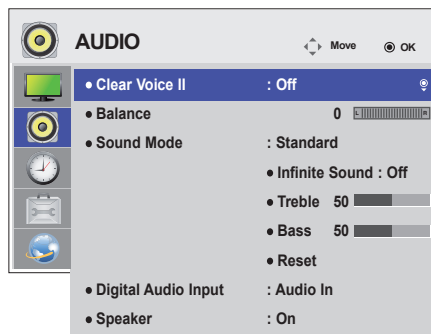 AUDIO Move OK
• Clear Voice II : Off
• Balance 0 L R
• Sound Mode : Standard
• Infinite Sound : Off
• Treble 50
• Bass 50
• Reset
• Digital Audio Input : Audio In
• Speaker : On